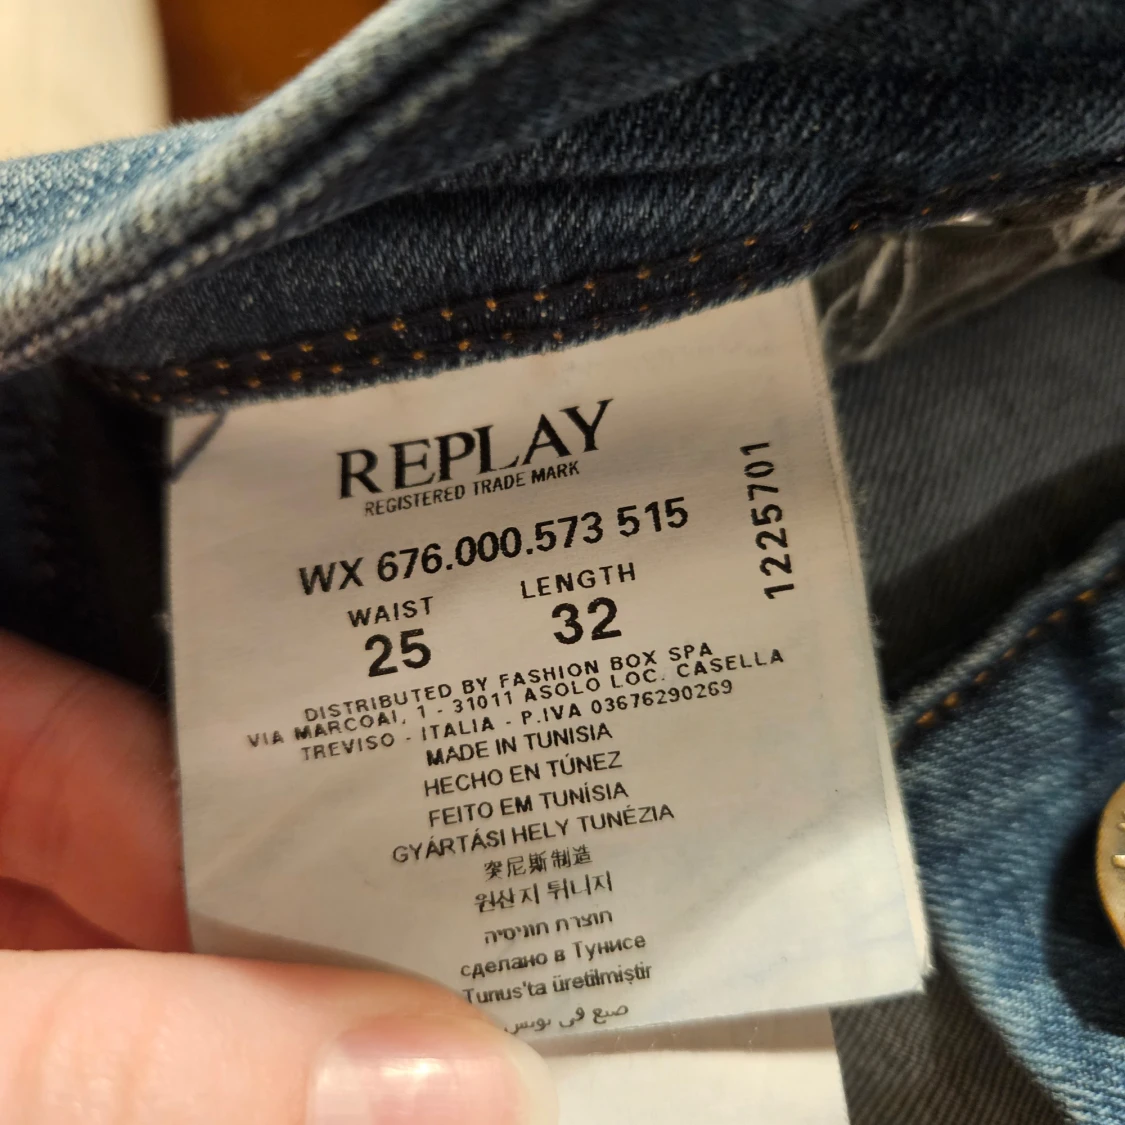 REPLAY
REGISTERED TRADE MARK
WX 676.000.573 515
1225701
WAIST LENGTH
25 32
DISTRIBUTED BY FASHION BOX SPA
VIA MARCOAI, 1 - 31011 ASOLO LOC. CASELLA
TREVISO - ITALIA - P.IVA 03676290269
MADE IN TUNISIA
HECHO EN TÚNEZ
FEITO EM TUNÍSIA
GYÁRTÁSI HELY TUNÉZIA
突尼斯制造
원산지 튀니지
תוצרת תוניסיה
сделано в Тунисе
Tunus'ta üretilmiştir
صنع في تونس